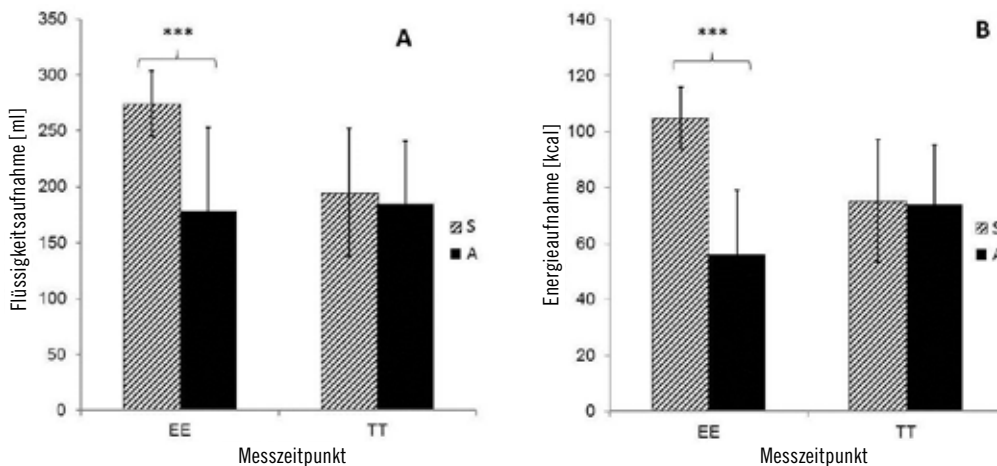 A
***
Flüssigkeitsaufnahme [ml]
350
300
250
200
150
100
50
0
EE
TT
Messzeitpunkt
S
A
B
***
Energieaufnahme [kcal]
140
120
100
80
60
40
20
0
EE
TT
Messzeitpunkt
S
A